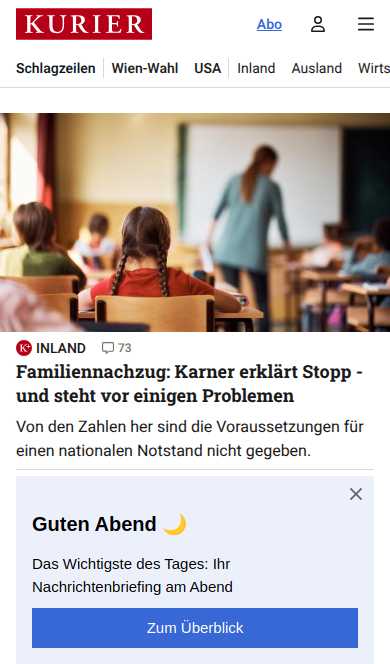 KURIER
Abo
Schlagzeilen
Wien-Wahl
USA
Inland
Ausland
Wirts
K+ INLAND 73
Familiennachzug: Karner erklärt Stopp -
und steht vor einigen Problemen
Von den Zahlen her sind die Voraussetzungen für
einen nationalen Notstand nicht gegeben.
Guten Abend 🌙
Das Wichtigste des Tages: Ihr
Nachrichtenbriefing am Abend
Zum Überblick